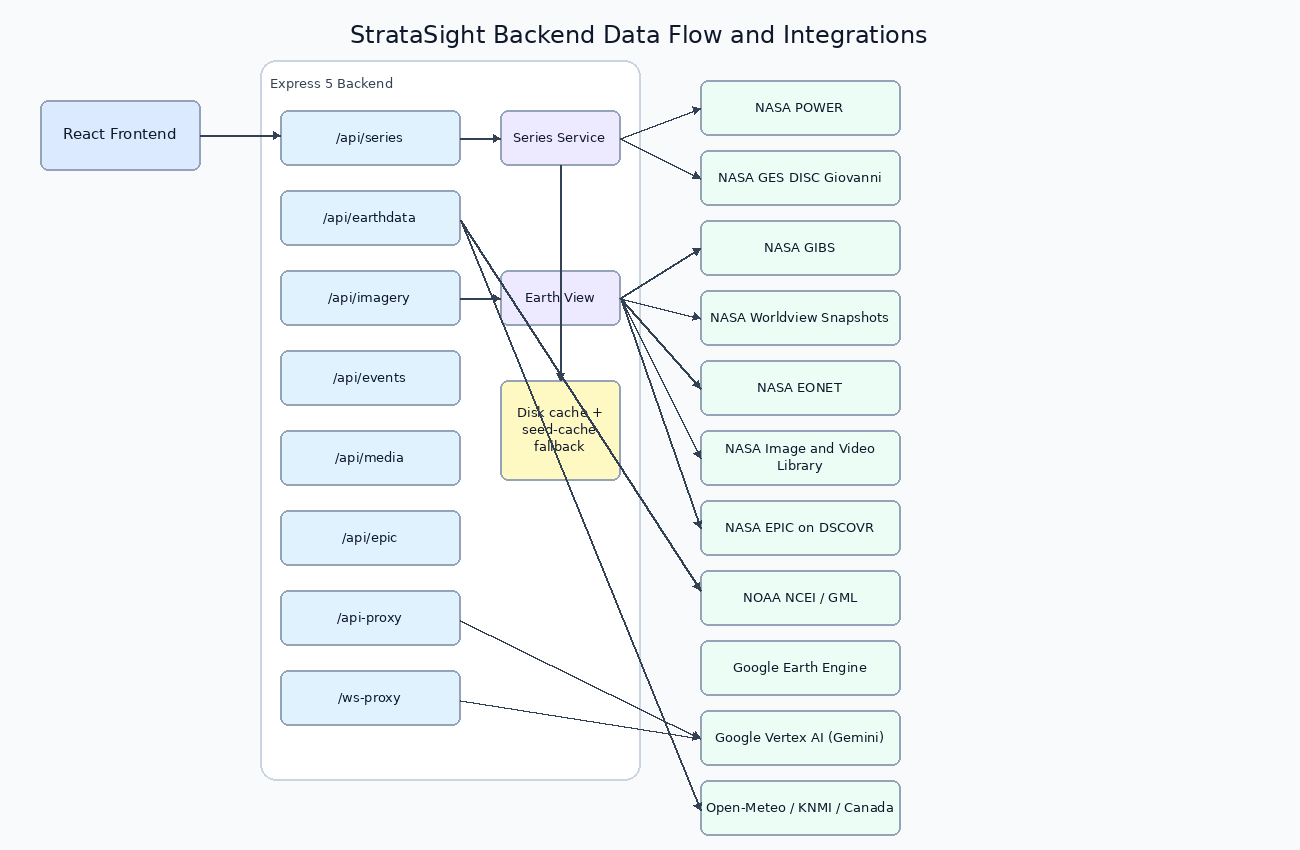 StrataSight Backend Data Flow and Integrations
Express 5 Backend
React Frontend
/api/series
/api/earthdata
/api/imagery
/api/events
/api/media
/api/epic
/api-proxy
/ws-proxy
Series Service
Earth View
Disk cache +
seed-cache
fallback
NASA POWER
NASA GES DISC Giovanni
NASA GIBS
NASA Worldview Snapshots
NASA EONET
NASA Image and Video
Library
NASA EPIC on DSCOVR
NOAA NCEI / GML
Google Earth Engine
Google Vertex AI (Gemini)
Open-Meteo / KNMI / Canada